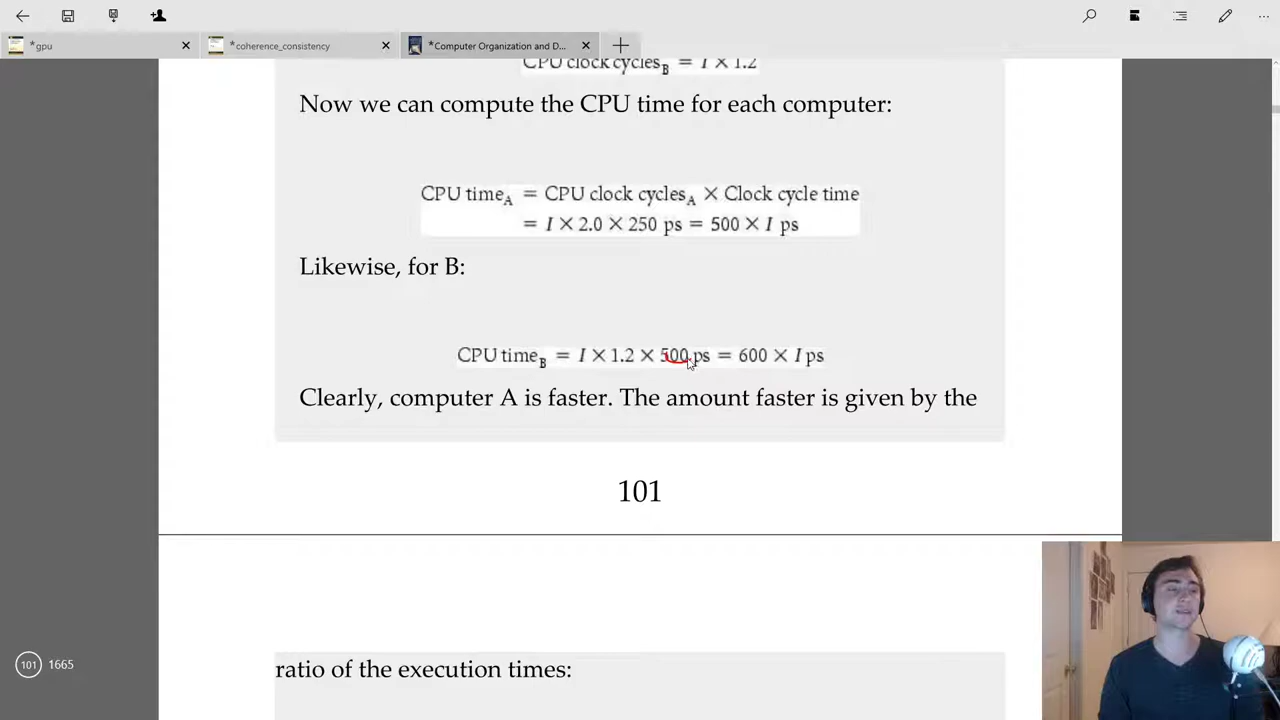 *gpu
*coherence_consistency
*Computer Organization and D...
CPU clock cycles_B = I × 1.2
Now we can compute the CPU time for each computer:
CPU time_A = CPU clock cycles_A × Clock cycle time
= I × 2.0 × 250 ps = 500 × I ps
Likewise, for B:
CPU time_B = I × 1.2 × 500 ps = 600 × I ps
Clearly, computer A is faster. The amount faster is given by the
101
ratio of the execution times:
101 1665